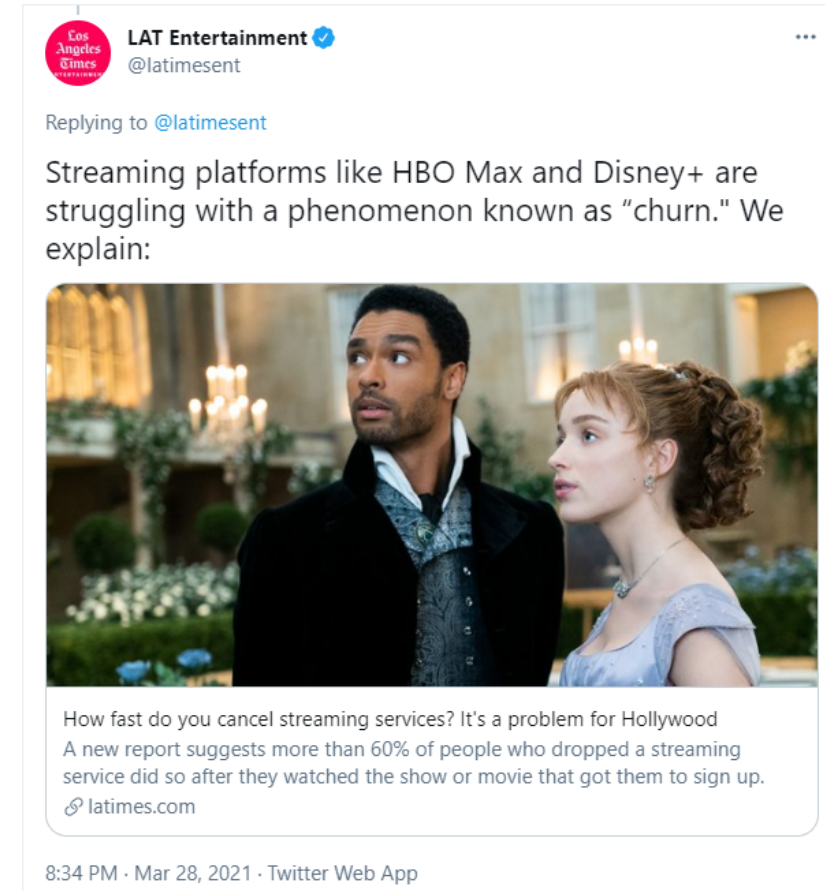 Los
Angeles
Times
ENTERTAINMENT
LAT Entertainment
@latimesent
Replying to @latimesent
Streaming platforms like HBO Max and Disney+ are
struggling with a phenomenon known as “churn." We
explain:
How fast do you cancel streaming services? It's a problem for Hollywood
A new report suggests more than 60% of people who dropped a streaming
service did so after they watched the show or movie that got them to sign up.
latimes.com
8:34 PM · Mar 28, 2021 · Twitter Web App